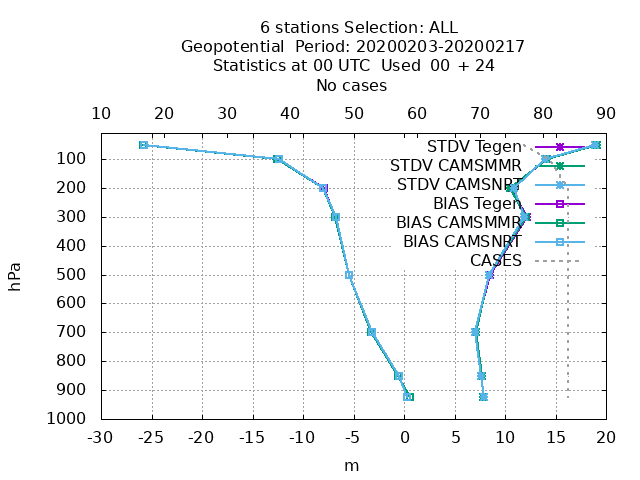 6 stations Selection: ALL
Geopotential  Period: 20200203-20200217
Statistics at 00 UTC  Used  00 + 24
No cases
10 20 30 40 50 60 70 80 90
STDV Tegen
STDV CAMSMMR
STDV CAMSNRT
BIAS Tegen
BIAS CAMSMMR
BIAS CAMSNRT
CASES
100
200
300
400
500
600
700
800
900
1000
hPa
-30 -25 -20 -15 -10 -5 0 5 10 15 20
m